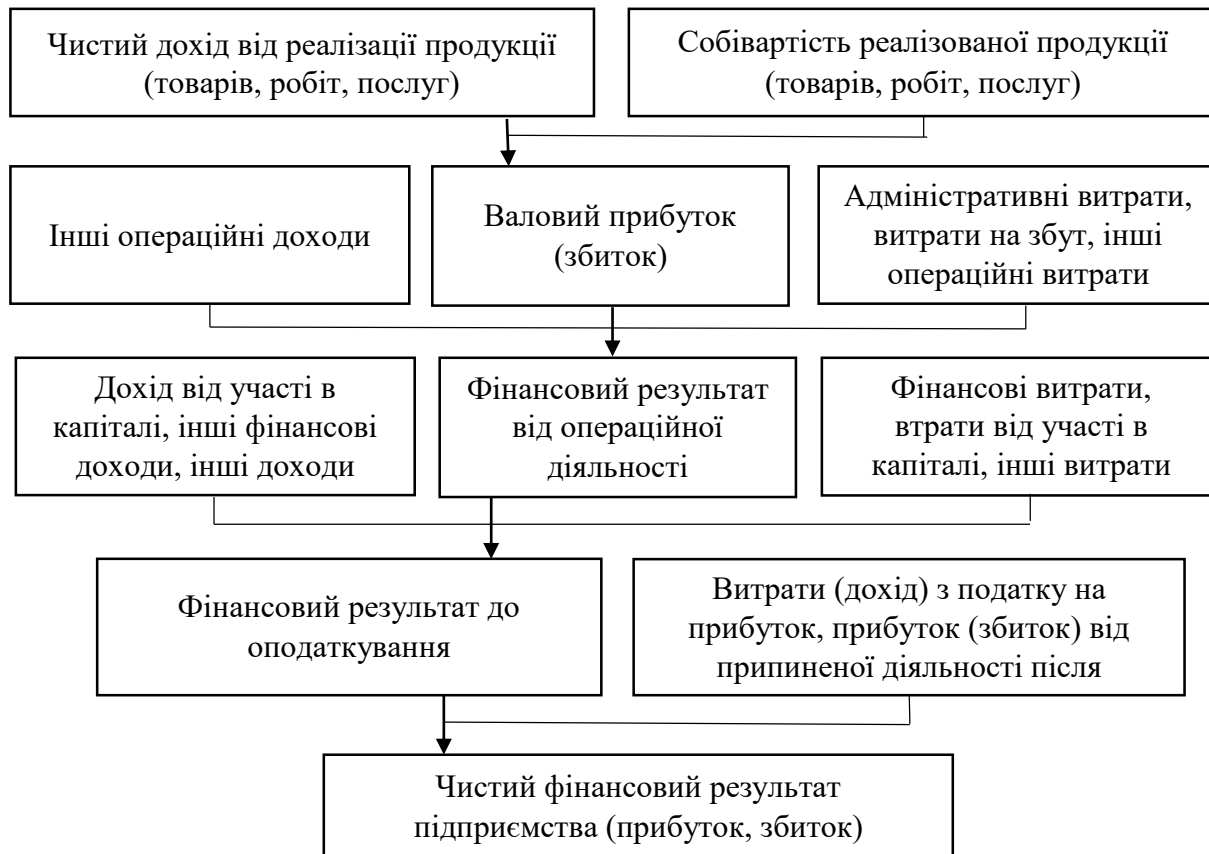 Чистий дохід від реалізації продукції
(товарів, робіт, послуг)
Собівартість реалізованої продукції
(товарів, робіт, послуг)
Інші операційні доходи
Валовий прибуток
(збиток)
Адміністративні витрати,
витрати на збут, інші
операційні витрати
Дохід від участі в
капіталі, інші фінансові
доходи, інші доходи
Фінансовий результат
від операційної
діяльності
Фінансові витрати,
втрати від участі в
капіталі, інші витрати
Фінансовий результат до
оподаткування
Витрати (дохід) з податку на
прибуток, прибуток (збиток) від
припиненої діяльності після
Чистий фінансовий результат
підприємства (прибуток, збиток)